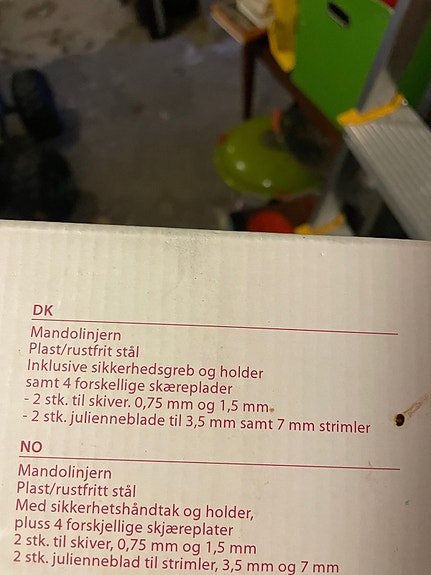 DK
Mandolinjern
Plast/rustfrit stål
Inklusive sikkerhedsgreb og holder
samt 4 forskellige skæreplader
- 2 stk. til skiver. 0,75 mm og 1,5 mm.
- 2 stk. julienneblade til 3,5 mm samt 7 mm strimler
NO
Mandolinjern
Plast/rustfritt stål
Med sikkerhetshåndtak og holder,
pluss 4 forskjellige skjæreplater
2 stk. til skiver, 0,75 mm og 1,5 mm
2 stk. julienneblad til strimler, 3,5 mm og 7 mm